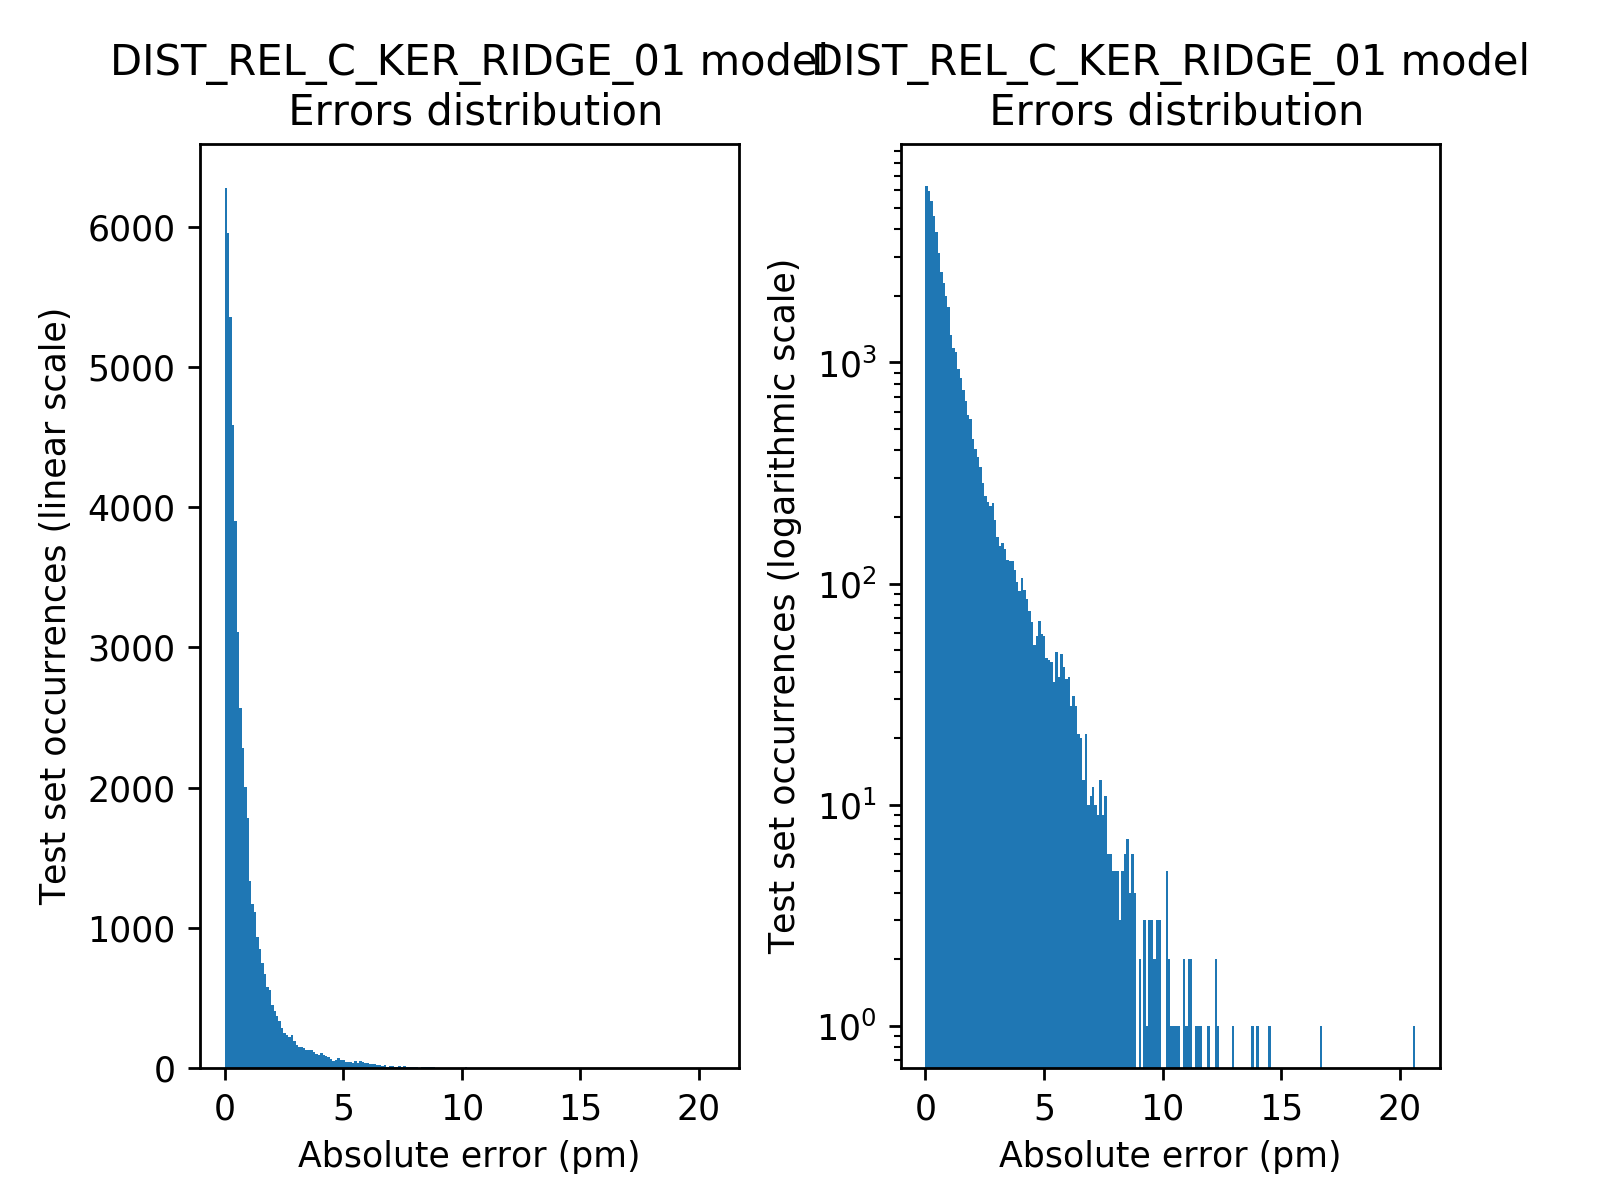 DIST_REL_C_KER_RIDGE_01 model
Errors distribution
6000
5000
4000
3000
2000
1000
0
Test set occurrences (linear scale)
0 5 10 15 20
Absolute error (pm)
DIST_REL_C_KER_RIDGE_01 model
Errors distribution
10³
10²
10¹
10⁰
Test set occurrences (logarithmic scale)
0 5 10 15 20
Absolute error (pm)